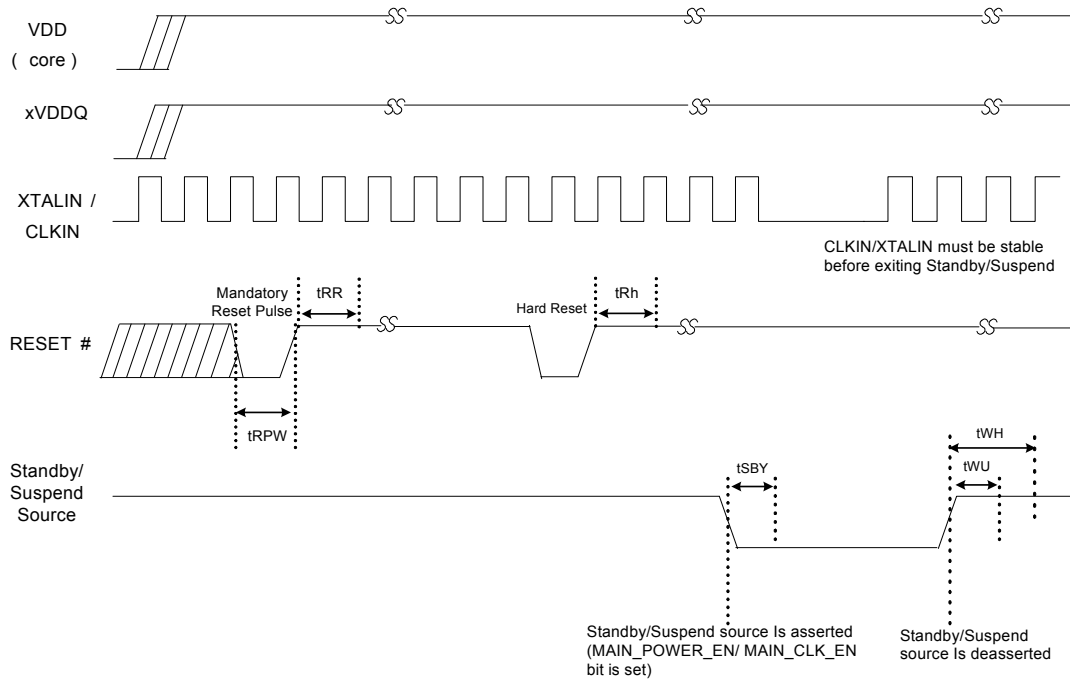 VDD
( core )
xVDDQ
XTALIN /
CLKIN
CLKIN/XTALIN must be stable
before exiting Standby/Suspend
Mandatory
Reset Pulse
tRR
Hard Reset
tRh
RESET #
tRPW
Standby/
Suspend
Source
tSBY
tWH
tWU
Standby/Suspend source Is asserted
(MAIN_POWER_EN/ MAIN_CLK_EN
bit is set)
Standby/Suspend
source Is deasserted